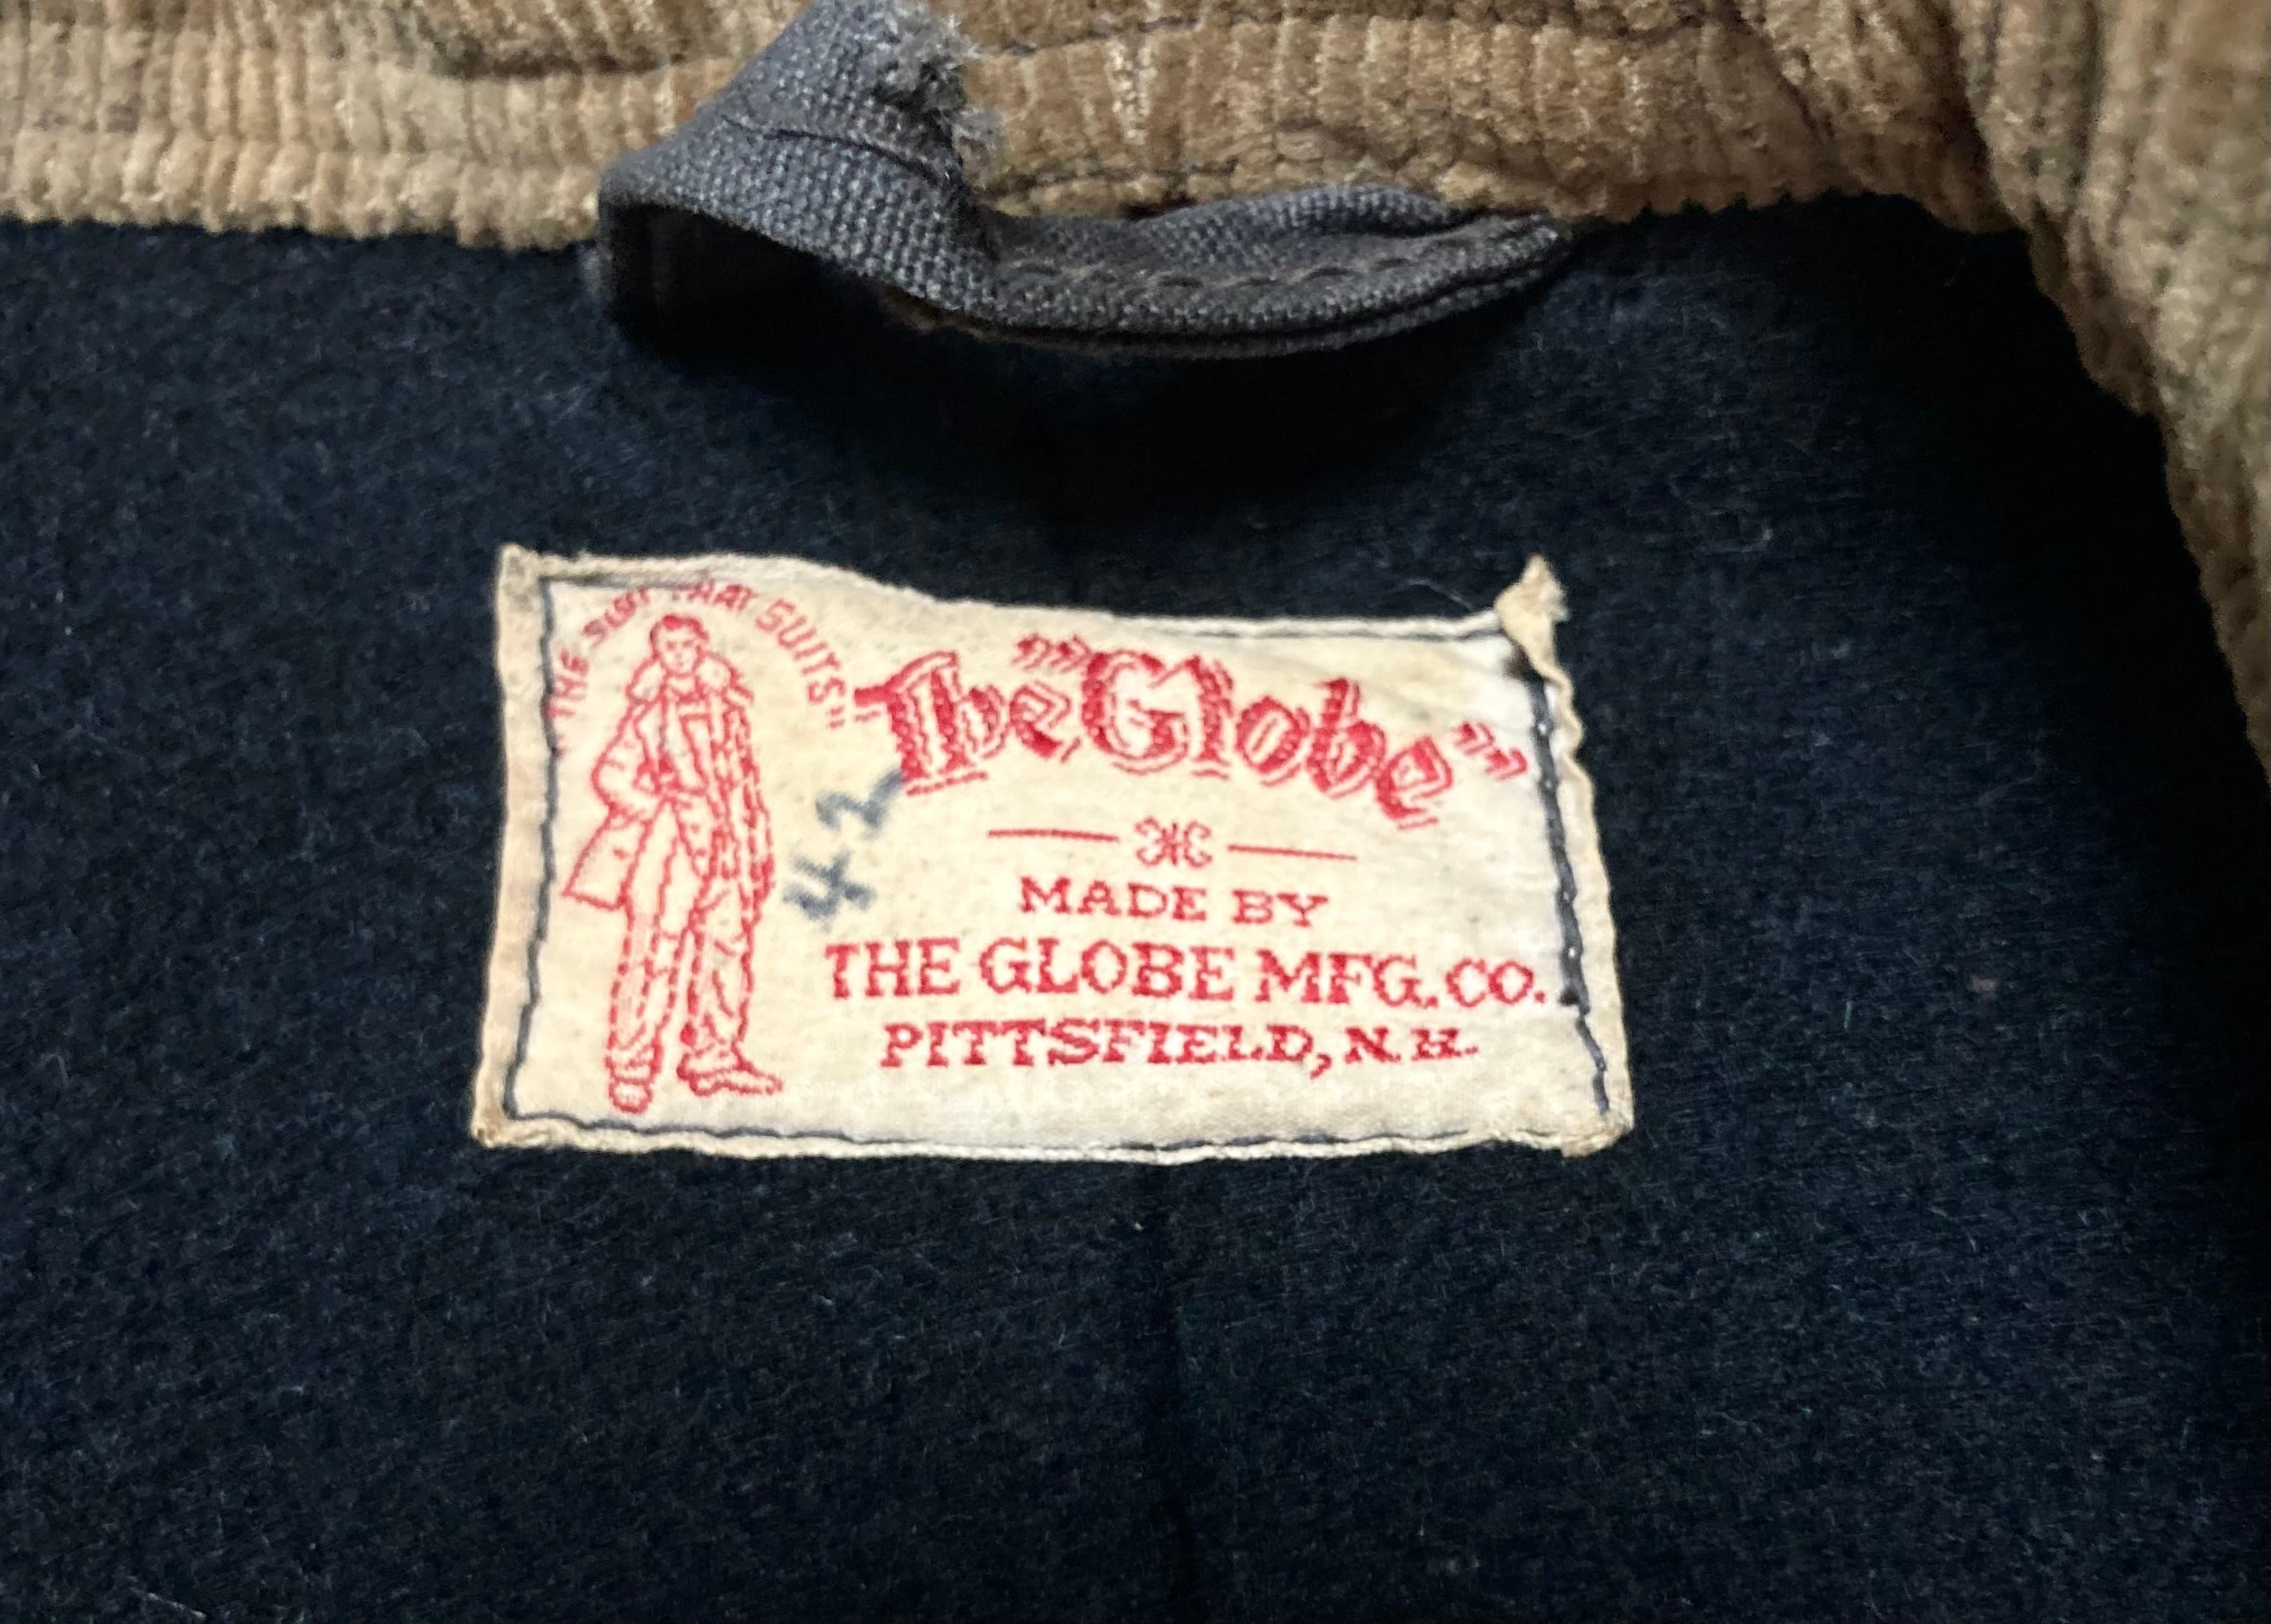 "THE SUIT THAT SUITS"
The "Globe"
42
MADE BY
THE GLOBE MFG. CO.
PITTSFIELD, N.H.